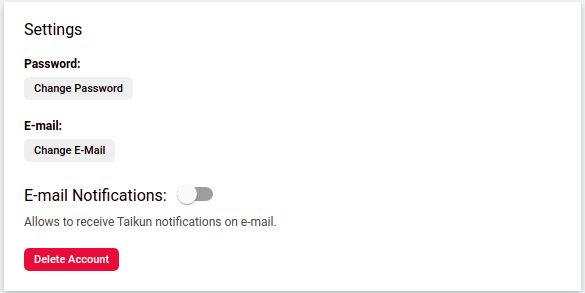 Settings
Password:
Change Password
E-mail:
Change E-Mail
E-mail Notifications:
Allows to receive Taikun notifications on e-mail.
Delete Account